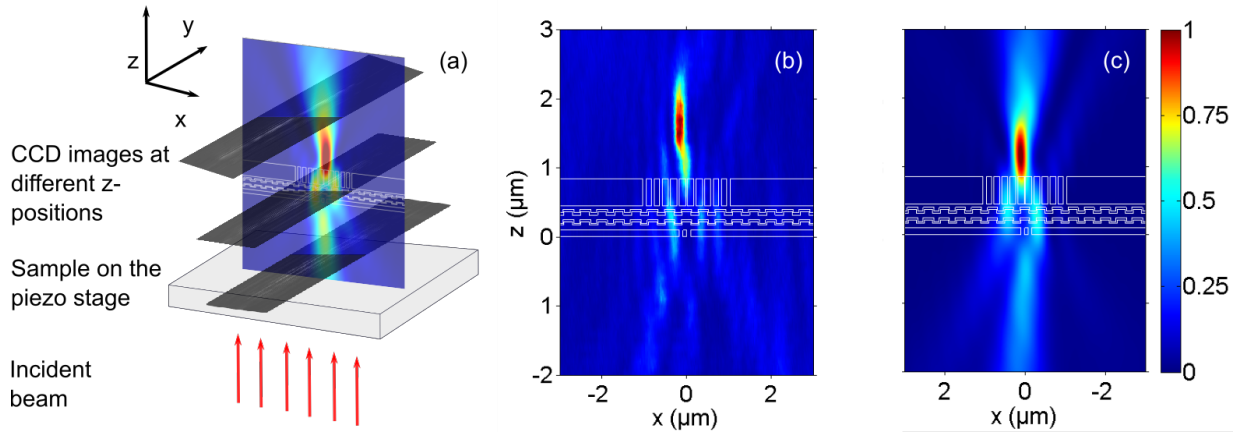 z
y
x
(a)
CCD images at
different z-
positions
Sample on the
piezo stage
Incident
beam
(b)
3
2
1
0
1
-2
z (µm)
-2
0
2
x (µm)
(c)
2
0
-2
x (µm)
1
0.75
0.5
0.25
0